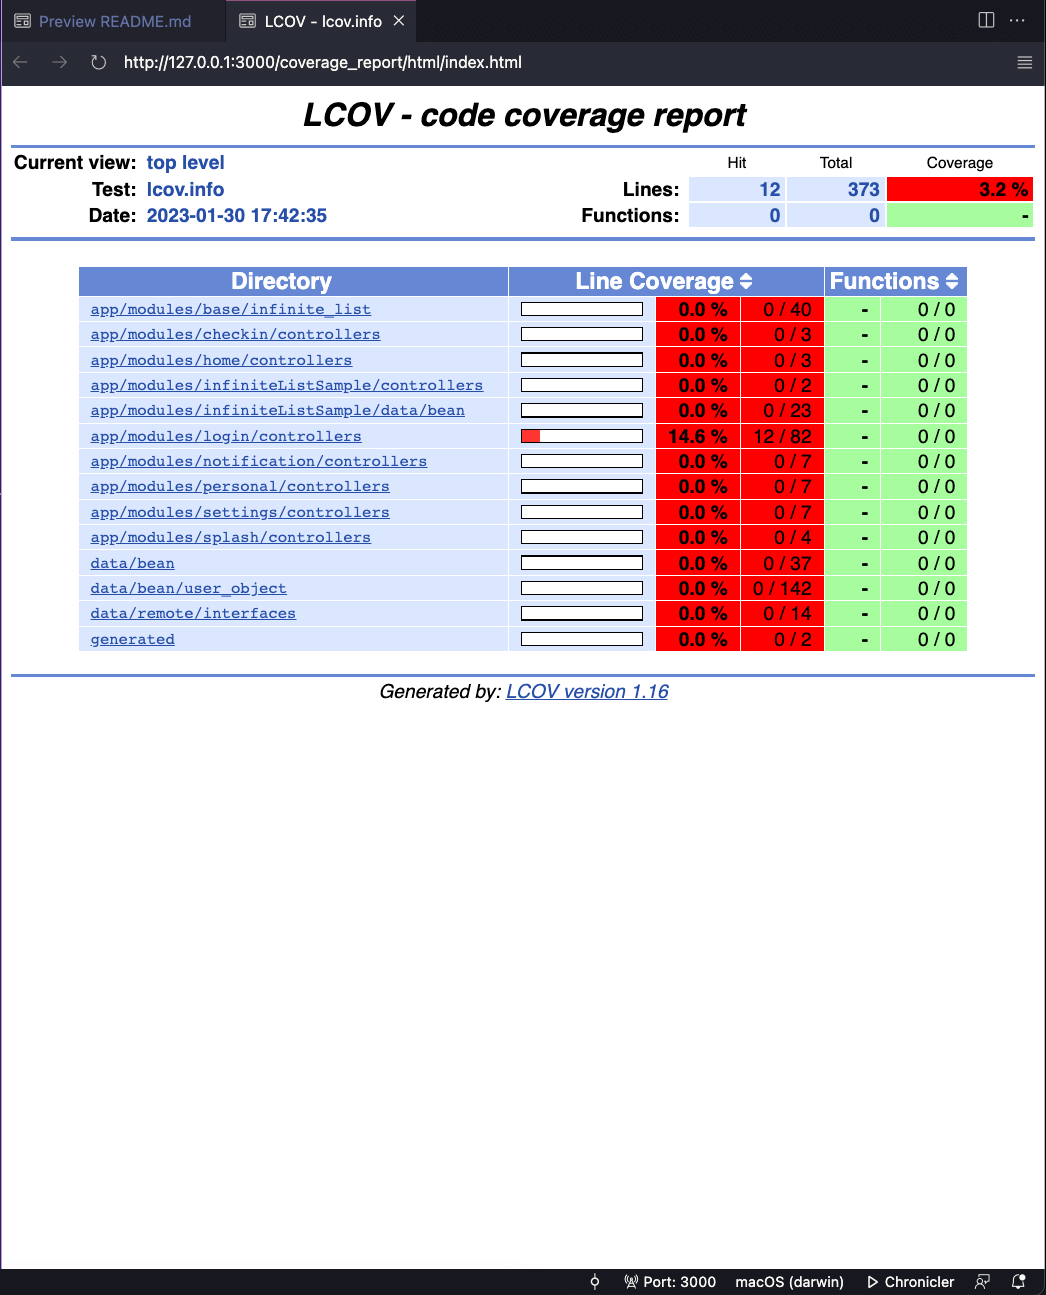 Preview README.md LCOV - lcov.info
http://127.0.0.1:3000/coverage_report/html/index.html
LCOV - code coverage report
Current view: top level Hit Total Coverage
Test: lcov.info Lines: 12 373 3.2 %
Date: 2023-01-30 17:42:35 Functions: 0 0 -
Directory Line Coverage Functions
app/modules/base/infinite_list 0.0 % 0 / 40 - 0 / 0
app/modules/checkin/controllers 0.0 % 0 / 3 - 0 / 0
app/modules/home/controllers 0.0 % 0 / 3 - 0 / 0
app/modules/infiniteListSample/controllers 0.0 % 0 / 2 - 0 / 0
app/modules/infiniteListSample/data/bean 0.0 % 0 / 23 - 0 / 0
app/modules/login/controllers 14.6 % 12 / 82 - 0 / 0
app/modules/notification/controllers 0.0 % 0 / 7 - 0 / 0
app/modules/personal/controllers 0.0 % 0 / 7 - 0 / 0
app/modules/settings/controllers 0.0 % 0 / 7 - 0 / 0
app/modules/splash/controllers 0.0 % 0 / 4 - 0 / 0
data/bean 0.0 % 0 / 37 - 0 / 0
data/bean/user_object 0.0 % 0 / 142 - 0 / 0
data/remote/interfaces 0.0 % 0 / 14 - 0 / 0
generated 0.0 % 0 / 2 - 0 / 0
Generated by: LCOV version 1.16
Port: 3000 macOS (darwin) Chronicler